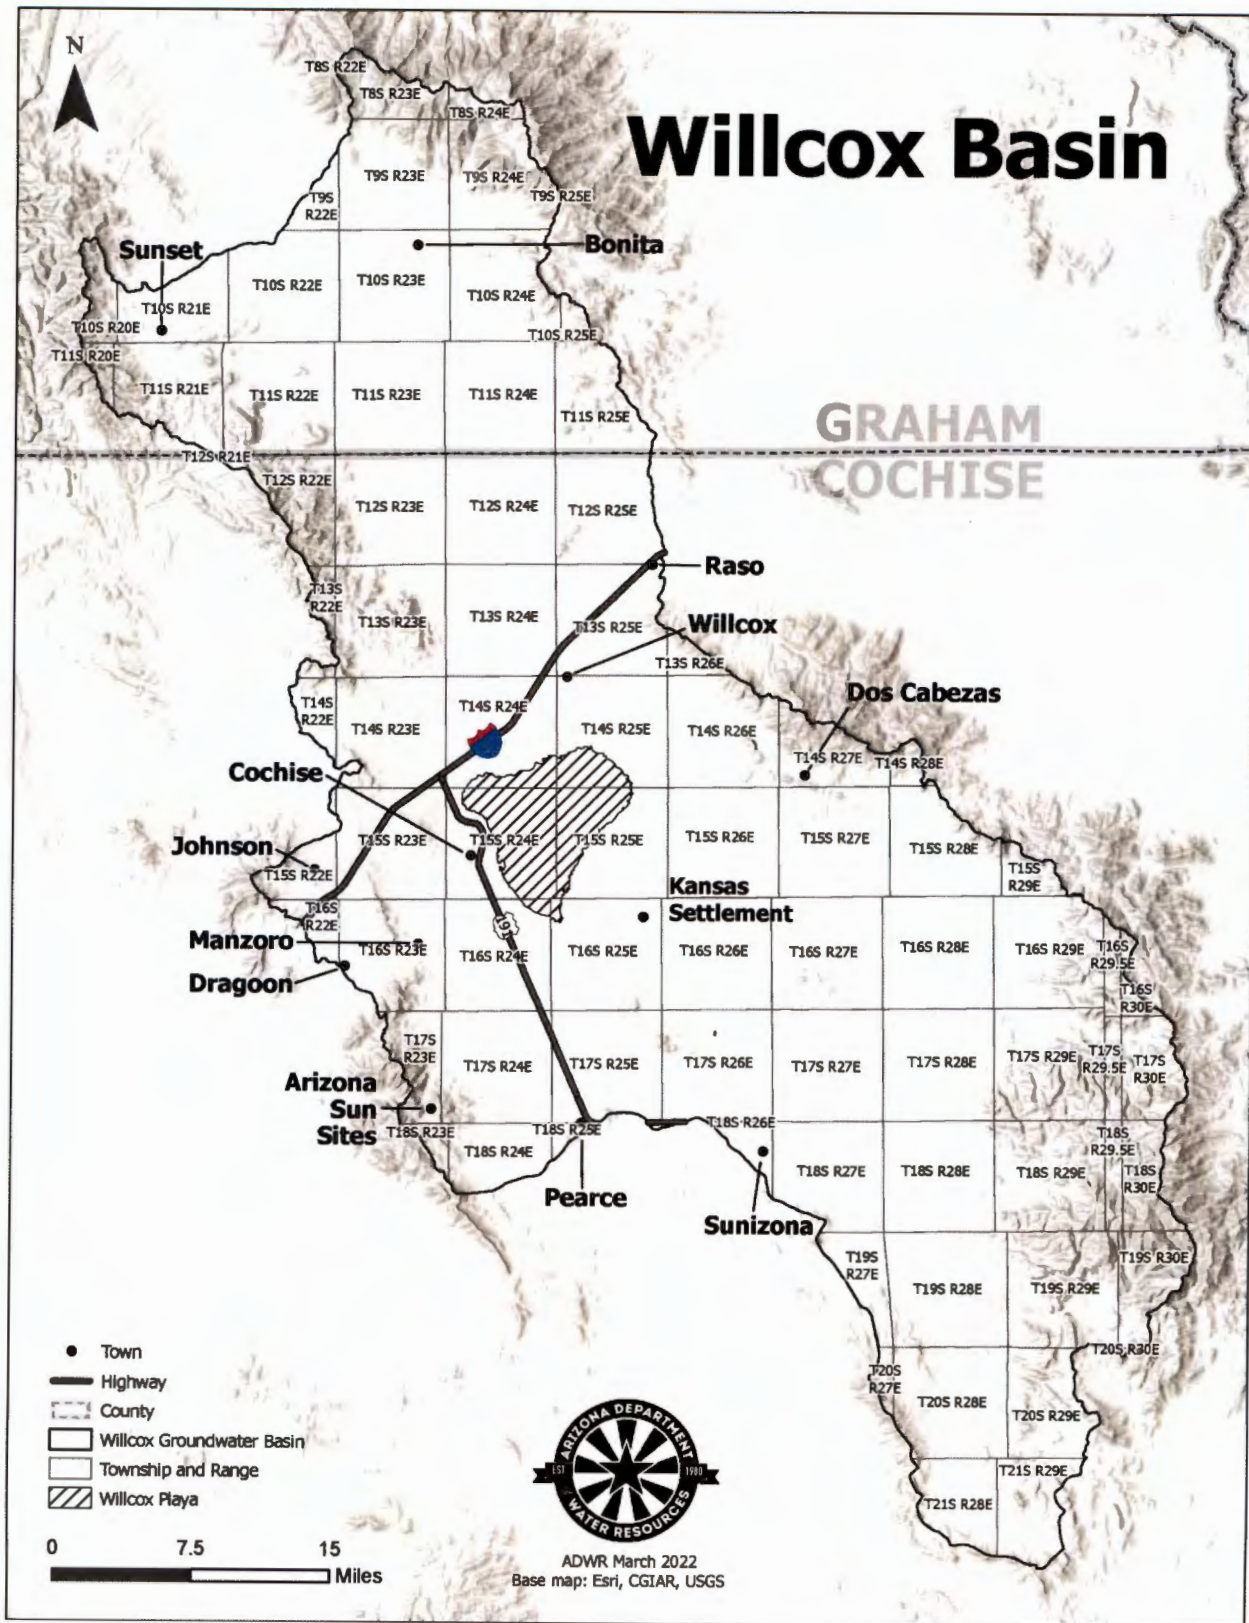 N
Willcox Basin
T8S R22E
T8S R23E
T8S R24E
T9S R23E
T9S R24E
T9S R25E
T9S
R22E
Sunset
Bonita
T10S R22E
T10S R23E
T10S R24E
T10S R21E
T10S R20E
T10S R25E
T11S R20E
T11S R21E
T11S R22E
T11S R23E
T11S R24E
T11S R25E
GRAHAM
COCHISE
T12S R21E
T12S R22E
T12S R23E
T12S R24E
T12S R25E
Raso
T13S
R22E
T13S R23E
T13S R24E
T13S R25E
Willcox
T13S R26E
Dos Cabezas
T14S
R22E
T14S R23E
T14S R24E
T14S R25E
T14S R26E
T14S R27E
T14S R28E
Cochise
Johnson
T15S R22E
T15S R23E
T15S R24E
T15S R25E
T15S R26E
T15S R27E
T15S R28E
T15S
R29E
Kansas
Settlement
T16S
R22E
191
Manzoro
Dragoon
T16S R23E
T16S R24E
T16S R25E
T16S R26E
T16S R27E
T16S R28E
T16S R29E
T16S
R29.5E
T16S
R30E
T17S
R23E
T17S R24E
T17S R25E
T17S R26E
T17S R27E
T17S R28E
T17S R29E
T17S
R29.5E
T17S
R30E
Arizona
Sun
Sites
T18S R23E
T18S R24E
T18S R25E
T18S R26E
T18S R27E
T18S R28E
T18S R29E
T18S
R29.5E
T18S
R30E
Pearce
Sunizona
T19S
R27E
T19S R28E
T19S R29E
T19S R30E
T20S
R27E
T20S R28E
T20S R29E
T20S R30E
T21S R28E
T21S R29E
Town
Highway
County
Willcox Groundwater Basin
Township and Range
Willcox Playa
0 7.5 15
Miles
ARIZONA DEPARTMENT
EST 1980
of WATER RESOURCES
ADWR March 2022
Base map: Esri, CGIAR, USGS